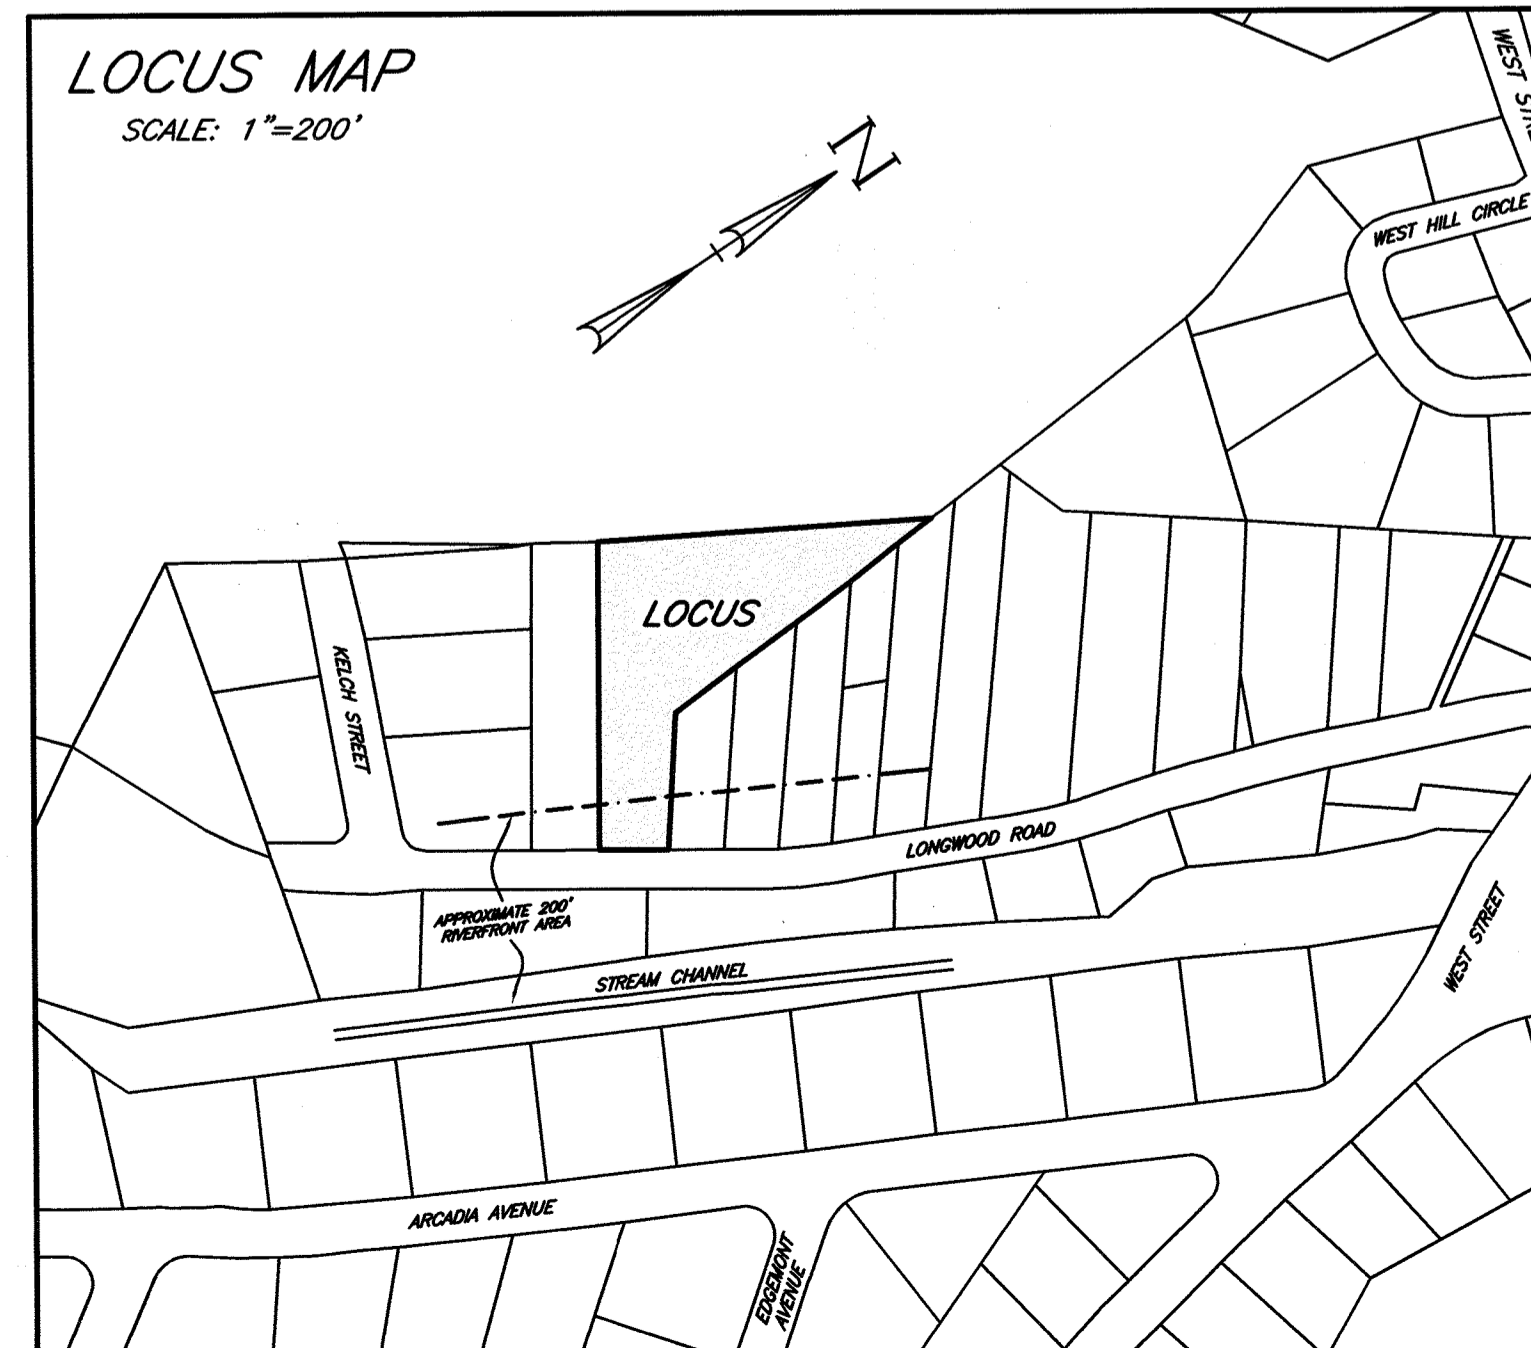 LOCUS MAP
SCALE: 1"=200'
N
WEST STRE
WEST HILL CIRCLE
LOCUS
KELCH STREET
LONGWOOD ROAD
APPROXIMATE 200'
RIVERFRONT AREA
STREAM CHANNEL
WEST STREET
ARCADIA AVENUE
EDGEMONT
AVENUE